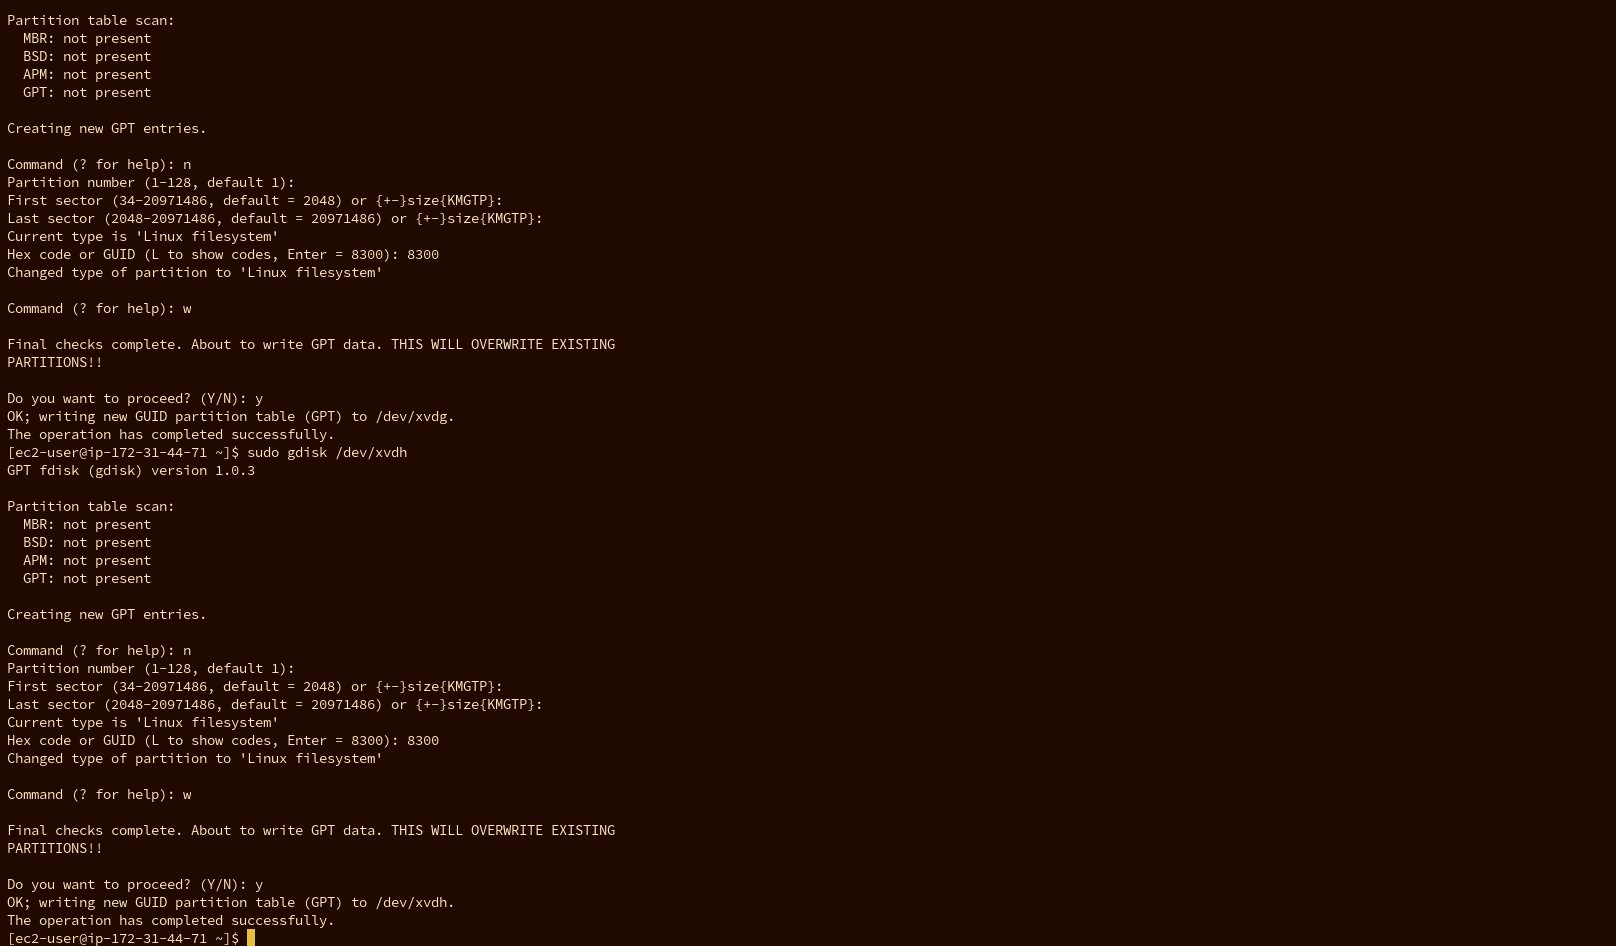 Partition table scan:
  MBR: not present
  BSD: not present
  APM: not present
  GPT: not present

Creating new GPT entries.

Command (? for help): n
Partition number (1-128, default 1):
First sector (34-20971486, default = 2048) or {+-}size{KMGTP}:
Last sector (2048-20971486, default = 20971486) or {+-}size{KMGTP}:
Current type is 'Linux filesystem'
Hex code or GUID (L to show codes, Enter = 8300): 8300
Changed type of partition to 'Linux filesystem'

Command (? for help): w

Final checks complete. About to write GPT data. THIS WILL OVERWRITE EXISTING
PARTITIONS!!

Do you want to proceed? (Y/N): y
OK; writing new GUID partition table (GPT) to /dev/xvdg.
The operation has completed successfully.
[ec2-user@ip-172-31-44-71 ~]$ sudo gdisk /dev/xvdh
GPT fdisk (gdisk) version 1.0.3

Partition table scan:
  MBR: not present
  BSD: not present
  APM: not present
  GPT: not present

Creating new GPT entries.

Command (? for help): n
Partition number (1-128, default 1):
First sector (34-20971486, default = 2048) or {+-}size{KMGTP}:
Last sector (2048-20971486, default = 20971486) or {+-}size{KMGTP}:
Current type is 'Linux filesystem'
Hex code or GUID (L to show codes, Enter = 8300): 8300
Changed type of partition to 'Linux filesystem'

Command (? for help): w

Final checks complete. About to write GPT data. THIS WILL OVERWRITE EXISTING
PARTITIONS!!

Do you want to proceed? (Y/N): y
OK; writing new GUID partition table (GPT) to /dev/xvdh.
The operation has completed successfully.
[ec2-user@ip-172-31-44-71 ~]$